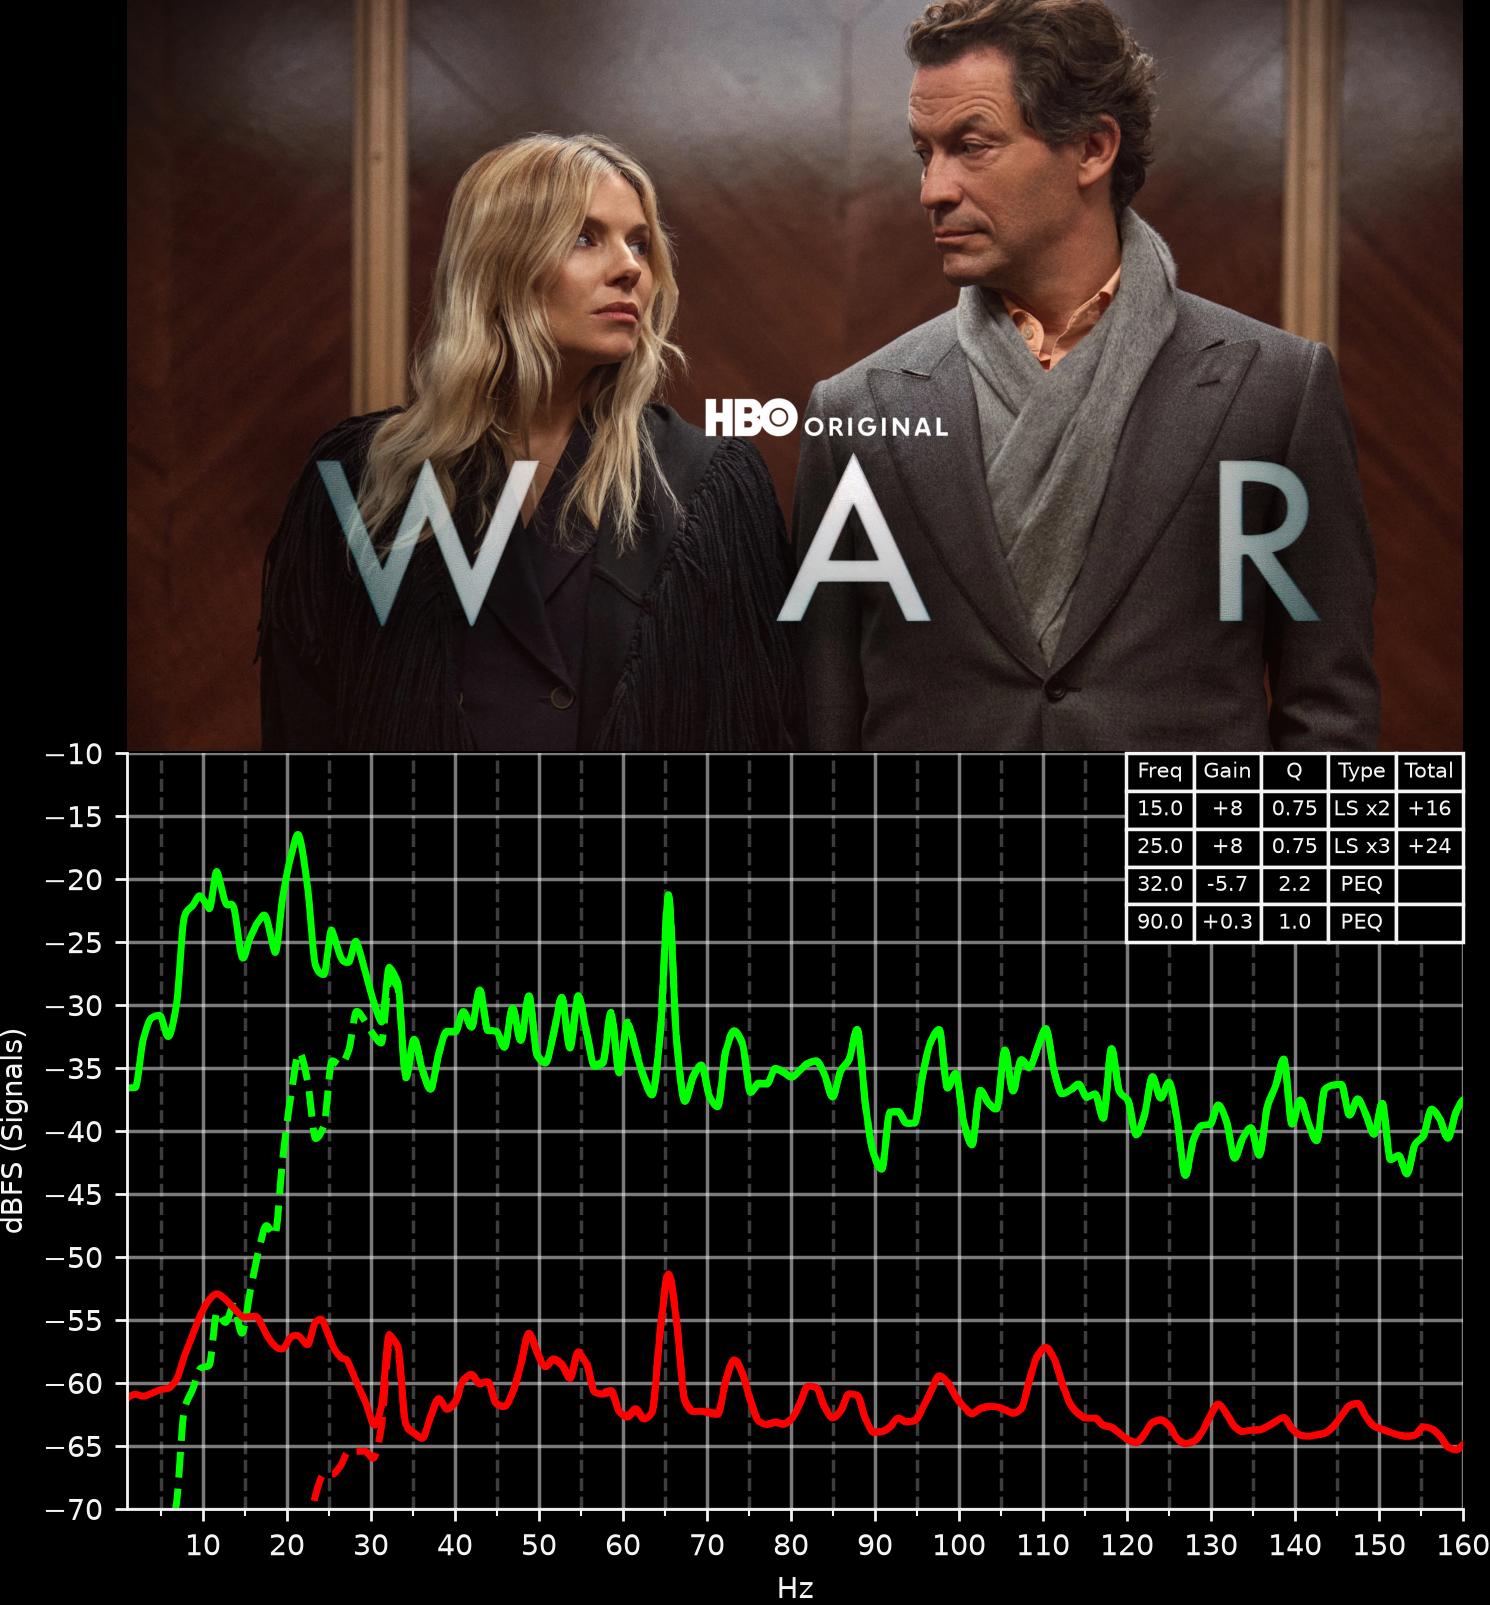 HBO ORIGINAL
W A R
Freq Gain Q Type Total
15.0 +8 0.75 LS x2 +16
25.0 +8 0.75 LS x3 +24
32.0 -5.7 2.2 PEQ
90.0 +0.3 1.0 PEQ
−10
−15
−20
−25
−30
−35
−40
−45
−50
−55
−60
−65
−70
dBFS (Signals)
10 20 30 40 50 60 70 80 90 100 110 120 130 140 150 160
Hz